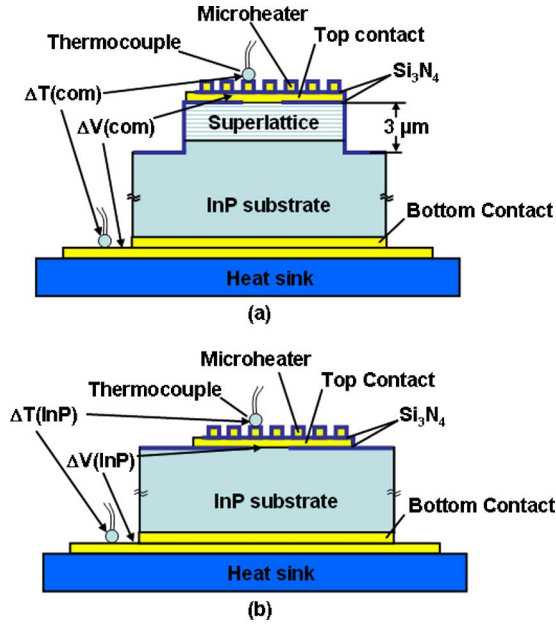 Microheater
Thermocouple
Top contact
Si3N4
ΔT(com)
ΔV(com)
Superlattice
3 μm
InP substrate
Bottom Contact
Heat sink
(a)
Microheater
Thermocouple
Top Contact
ΔT(InP)
Si3N4
ΔV(InP)
InP substrate
Bottom Contact
Heat sink
(b)